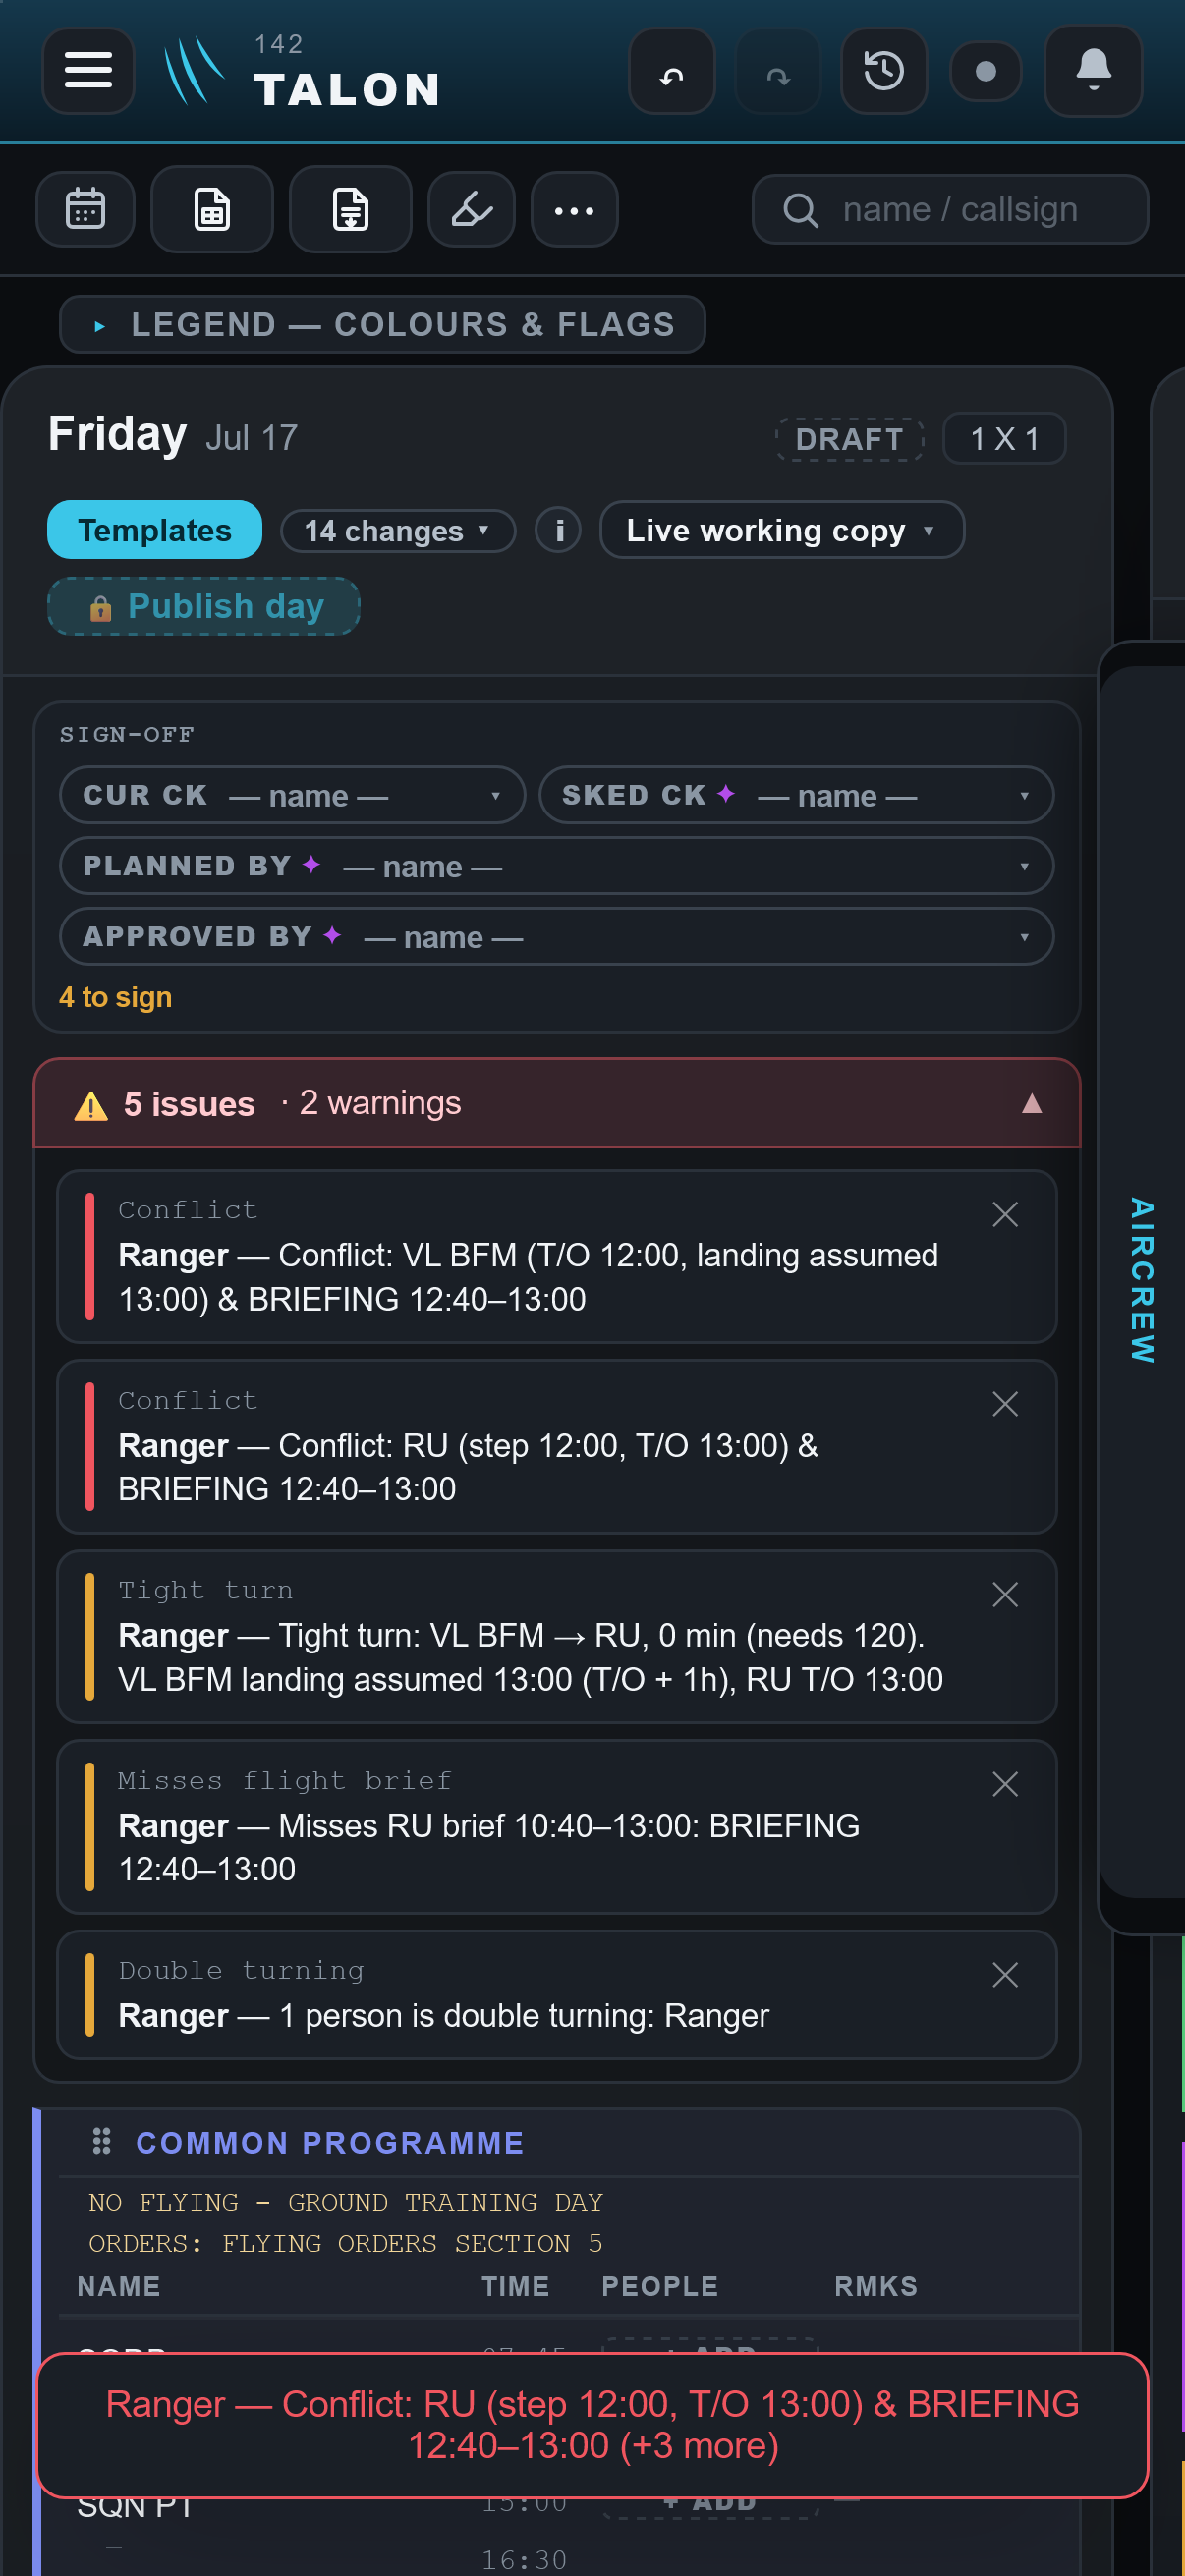 142
TALON
name / callsign
▸ LEGEND — COLOURS & FLAGS
Friday Jul 17
DRAFT
1 X 1
Templates
14 changes ▾
i
Live working copy ▾
Publish day
SIGN-OFF
CUR CK — name — ▾
SKED CK ✦ — name — ▾
PLANNED BY ✦ — name — ▾
APPROVED BY ✦ — name — ▾
4 to sign
5 issues · 2 warnings ▲
Conflict
Ranger — Conflict: VL BFM (T/O 12:00, landing assumed
13:00) & BRIEFING 12:40–13:00
Conflict
Ranger — Conflict: RU (step 12:00, T/O 13:00) &
BRIEFING 12:40–13:00
Tight turn
Ranger — Tight turn: VL BFM → RU, 0 min (needs 120).
VL BFM landing assumed 13:00 (T/O + 1h), RU T/O 13:00
Misses flight brief
Ranger — Misses RU brief 10:40–13:00: BRIEFING
12:40–13:00
Double turning
Ranger — 1 person is double turning: Ranger
AIRCREW
COMMON PROGRAMME
NO FLYING - GROUND TRAINING DAY
ORDERS: FLYING ORDERS SECTION 5
NAME TIME PEOPLE RMKS
Ranger — Conflict: RU (step 12:00, T/O 13:00) & BRIEFING
12:40–13:00 (+3 more)
SQN PT 15:00 + ADD —
— 16:30